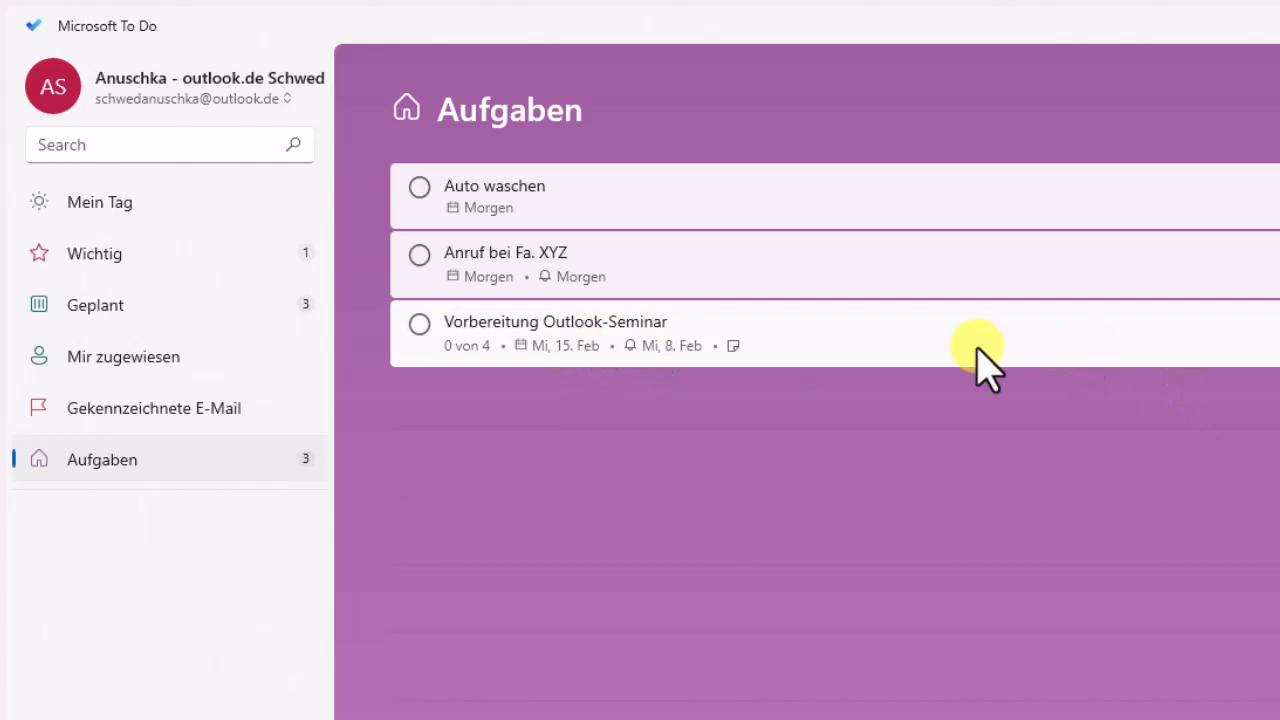 Microsoft To Do
AS
Anuschka - outlook.de Schwed
schwedanuschka@outlook.de
Search
Mein Tag
Wichtig 1
Geplant 3
Mir zugewiesen
Gekennzeichnete E-Mail
Aufgaben 3
Aufgaben
Auto waschen
Morgen
Anruf bei Fa. XYZ
Morgen • Morgen
Vorbereitung Outlook-Seminar
0 von 4 • Mi, 15. Feb • Mi, 8. Feb •